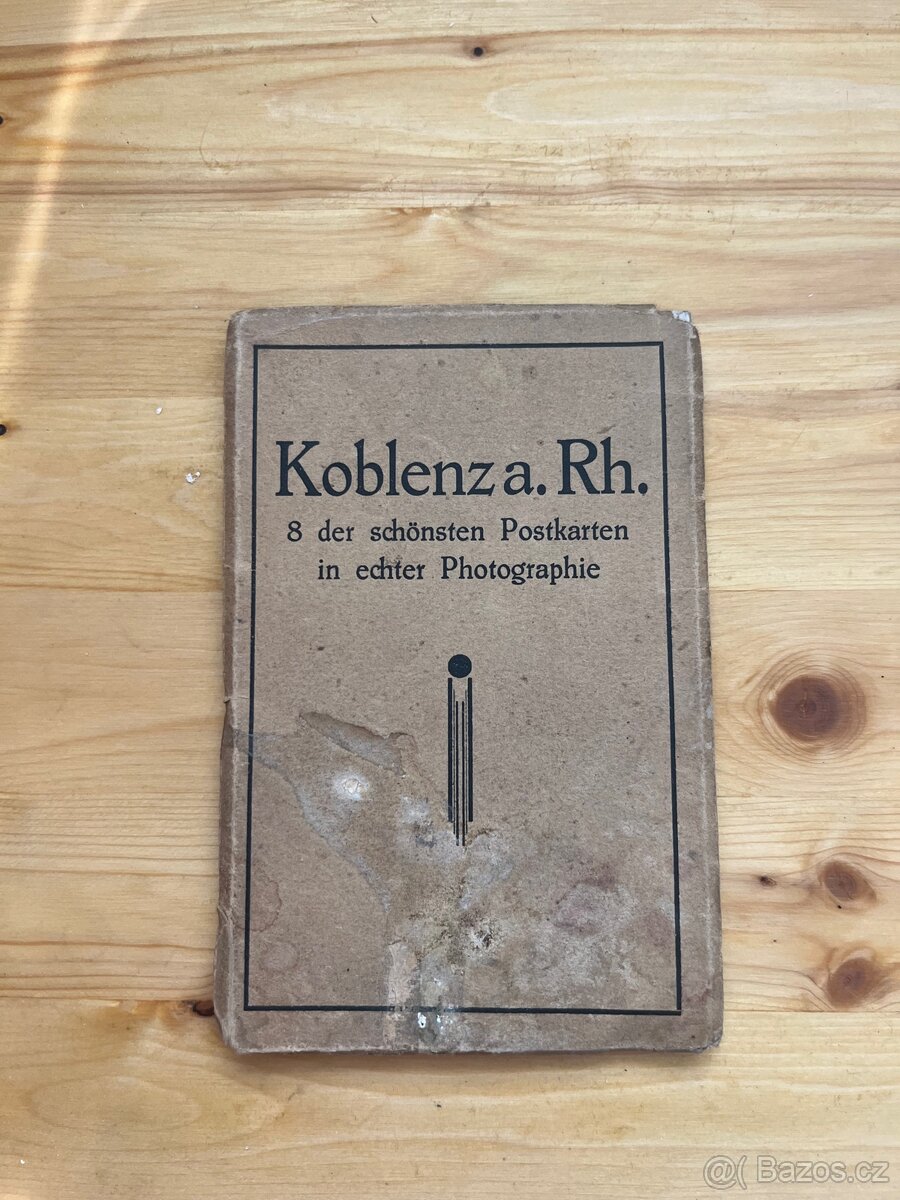 Koblenz a. Rh.
8 der schönsten Postkarten
in echter Photographie
@( Bazos.cz